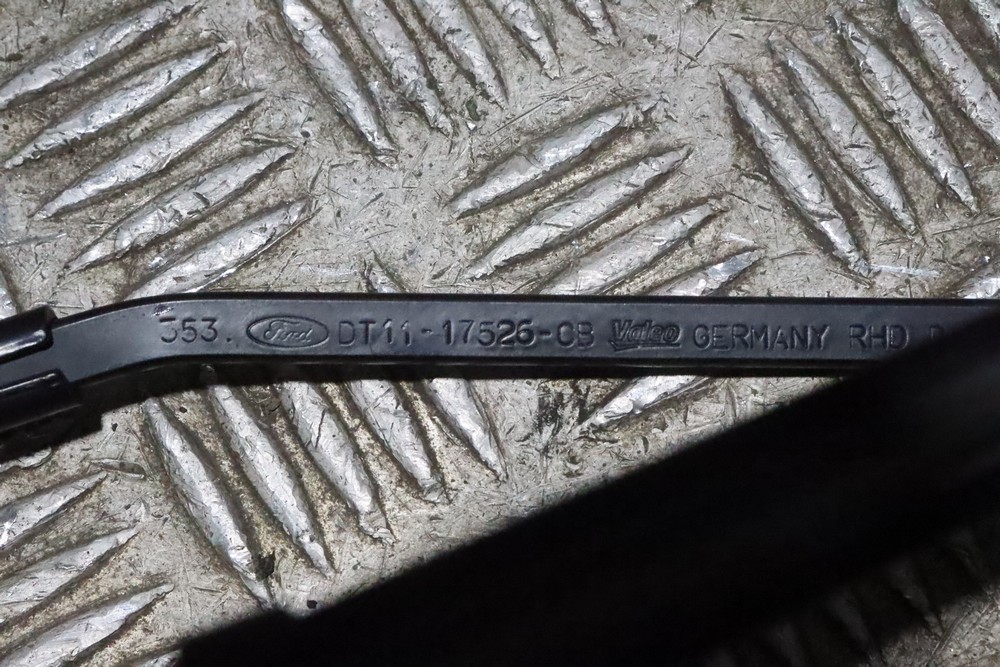 353. Ford DT11-17526-CB Valeo GERMANY RHD